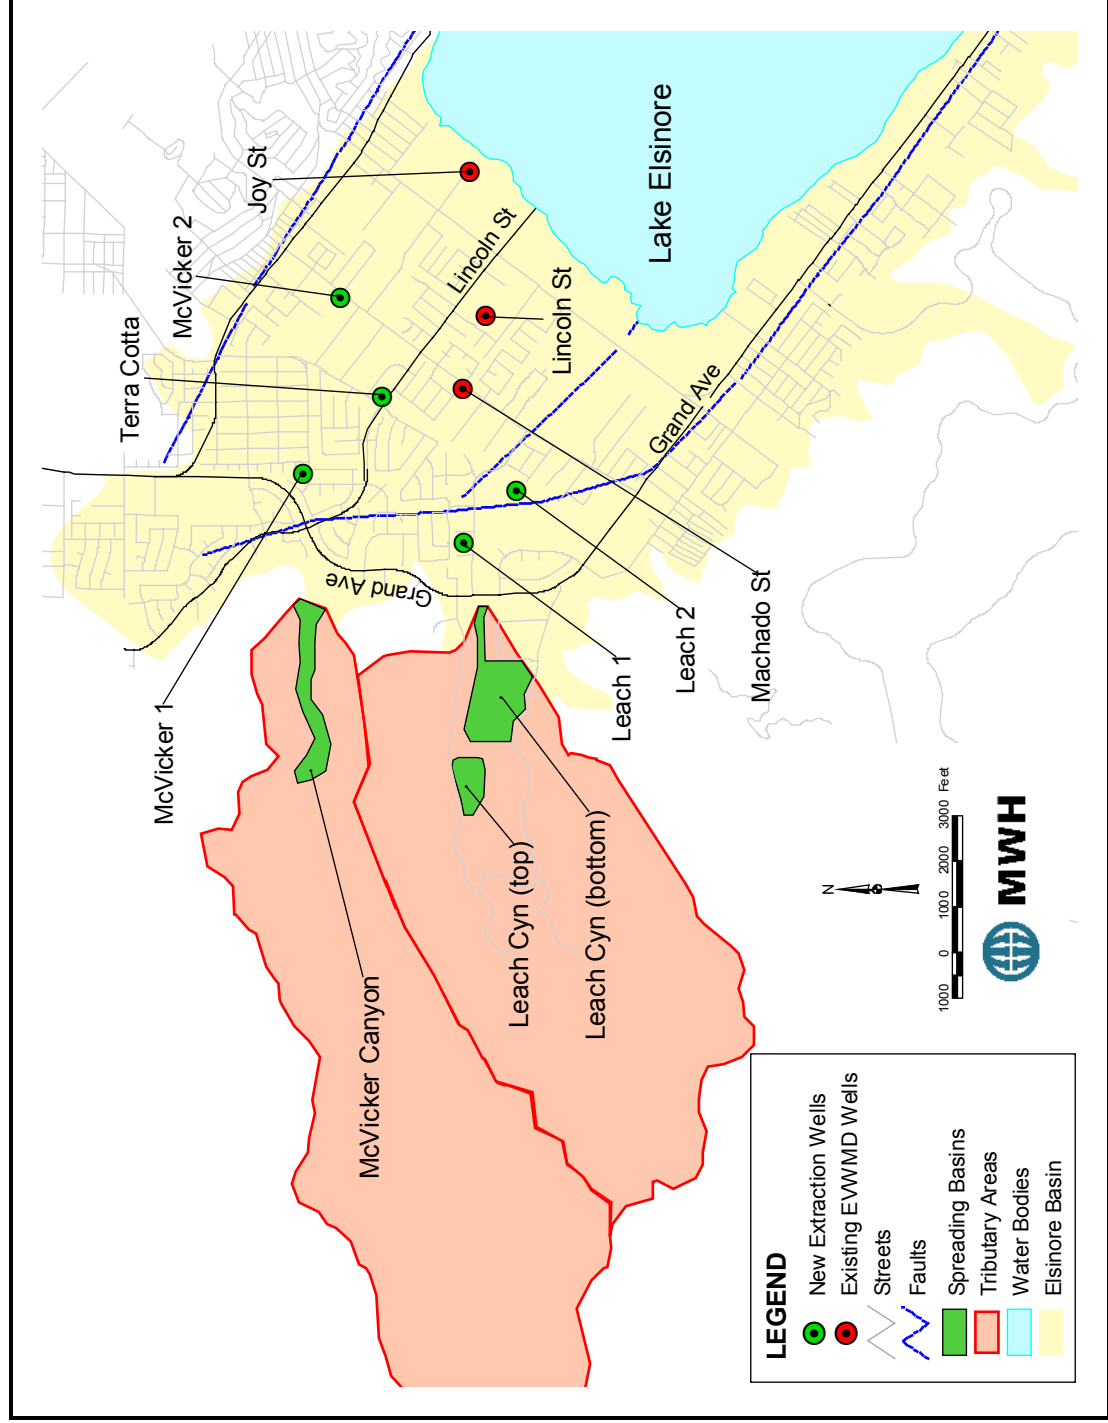 Joy St
McVicker 2
Terra Cotta
McVicker 1
Lincoln St
Lincoln St
Lake Elsinore
Grand Ave
Grand Ave
Machado St
Leach 2
Leach 1
McVicker Canyon
Leach Cyn (top)
Leach Cyn (bottom)
N
1000 0 1000 2000 3000 Feet
MWH
LEGEND
New Extraction Wells
Existing EVWMD Wells
Streets
Faults
Spreading Basins
Tributary Areas
Water Bodies
Elsinore Basin